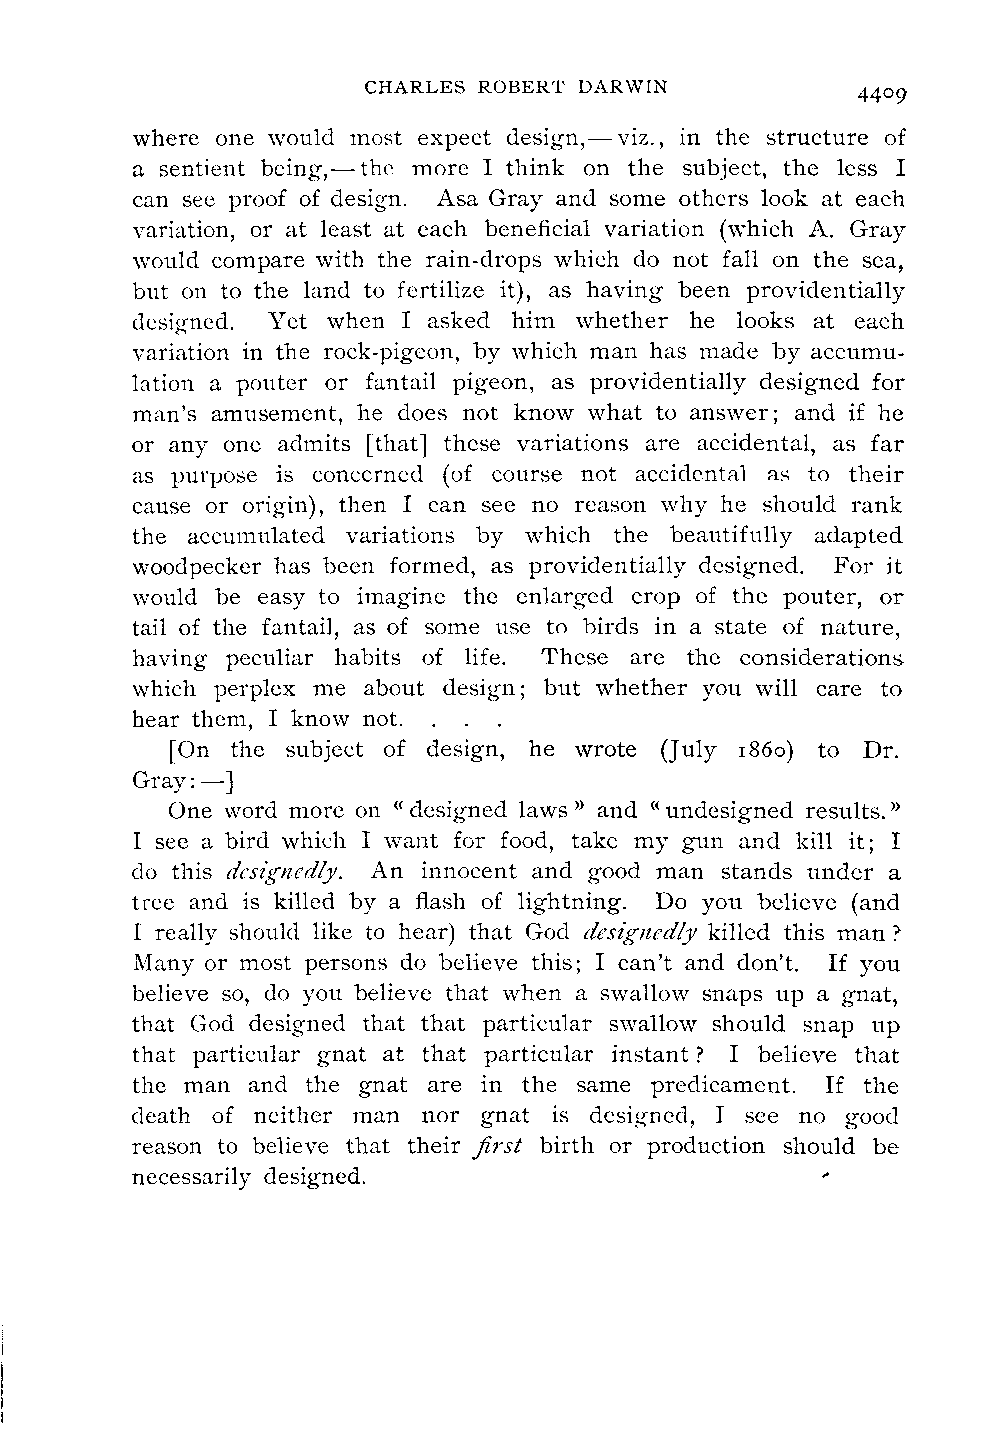 CHARLES ROBERT DARWIN 4409
where one would most expect design,— viz., in the structure of
a sentient being,— the more I think on the subject, the less I
can see proof of design. Asa Gray and some others look at each
variation, or at least at each beneficial variation (which A. Gray
would compare with the rain-drops which do not fall on the sea,
but on to the land to fertilize it), as having been providentially
designed. Yet when I asked him whether he looks at each
variation in the rock-pigeon, by which man has made by accumu-
lation a pouter or fantail pigeon, as providentially designed for
man's amusement, he does not know what to answer; and if he
or any one admits [that] these variations are accidental, as far
as purpose is concerned (of course not accidental as to their
cause or origin), then I can see no reason why he should rank
the accumulated variations by which the beautifully adapted
woodpecker has been formed, as providentially designed. For it
would be easy to imagine the enlarged crop of the pouter, or
tail of the fantail, as of some use to birds in a state of nature,
having peculiar habits of life. These are the considerations
which perplex me about design; but whether you will care to
hear them, I know not. . . .
[On the subject of design, he wrote (July 1860) to Dr.
Gray: —]
One word more on "designed laws" and "undesigned results."
I see a bird which I want for food, take my gun and kill it; I
do this designedly. An innocent and good man stands under a
tree and is killed by a flash of lightning. Do you believe (and
I really should like to hear) that God designedly killed this man?
Many or most persons do believe this; I can't and don't. If you
believe so, do you believe that when a swallow snaps up a gnat,
that God designed that that particular swallow should snap up
that particular gnat at that particular instant? I believe that
the man and the gnat are in the same predicament. If the
death of neither man nor gnat is designed, I see no good
reason to believe that their first birth or production should be
necessarily designed.